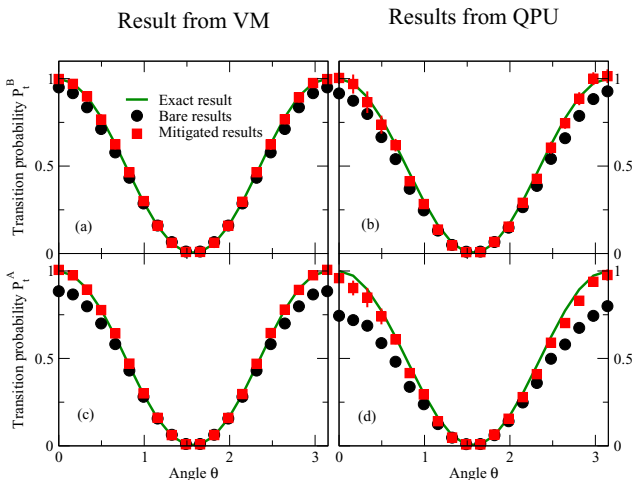 Result from VM
Results from QPU
Transition probability P_t^B
1
0.5
0
Exact result
Bare results
Mitigated results
(a)
(b)
1
0.5
0
Transition probability P_t^A
1
0.5
0
(c)
(d)
1
0.5
0
0 1 2 3
0 1 2 3
Angle θ
Angle θ